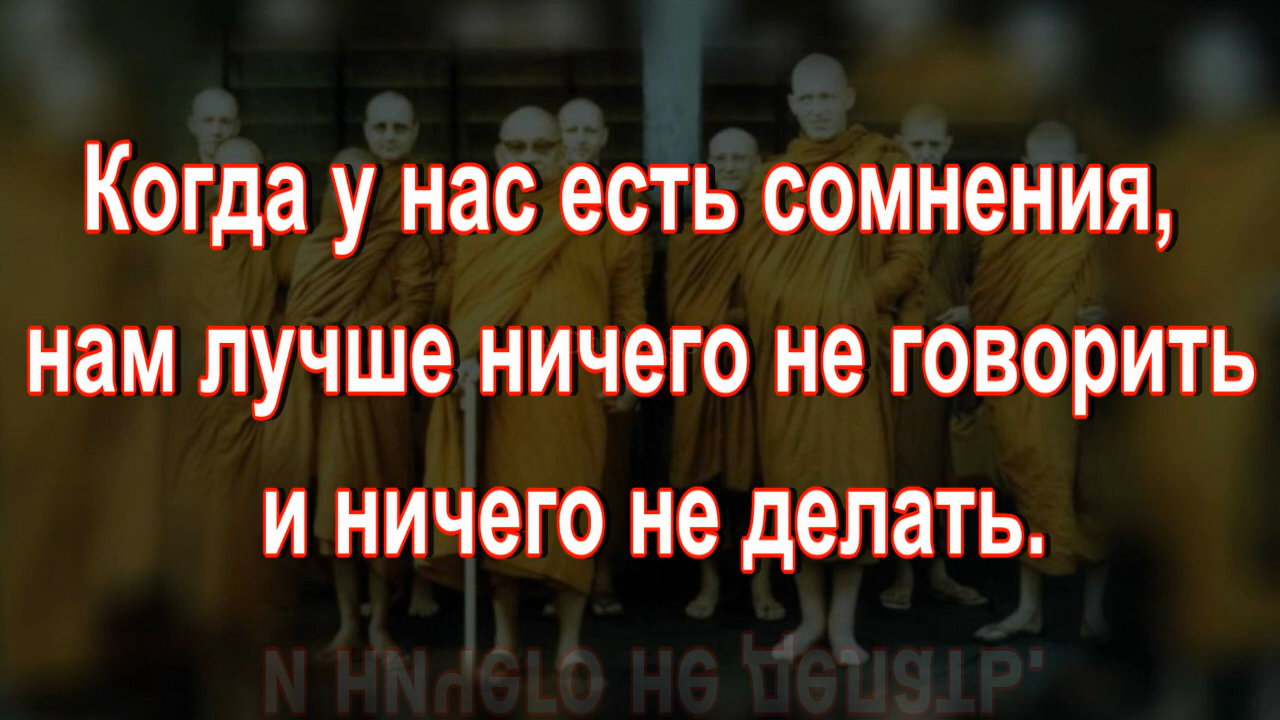 Когда у нас есть сомнения,
нам лучше ничего не говорить
и ничего не делать.